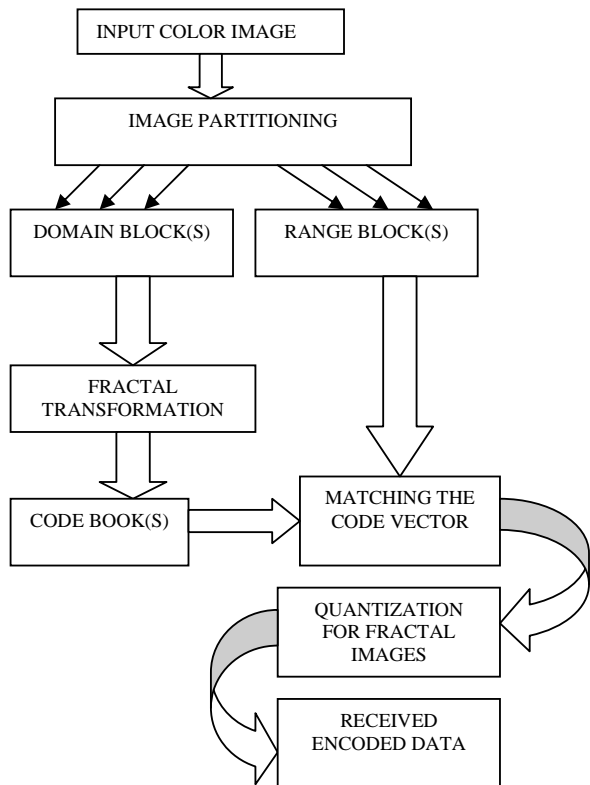 INPUT COLOR IMAGE
IMAGE PARTITIONING
DOMAIN BLOCK(S)
RANGE BLOCK(S)
FRACTAL
TRANSFORMATION
CODE BOOK(S)
MATCHING THE
CODE VECTOR
QUANTIZATION
FOR FRACTAL
IMAGES
RECEIVED
ENCODED DATA